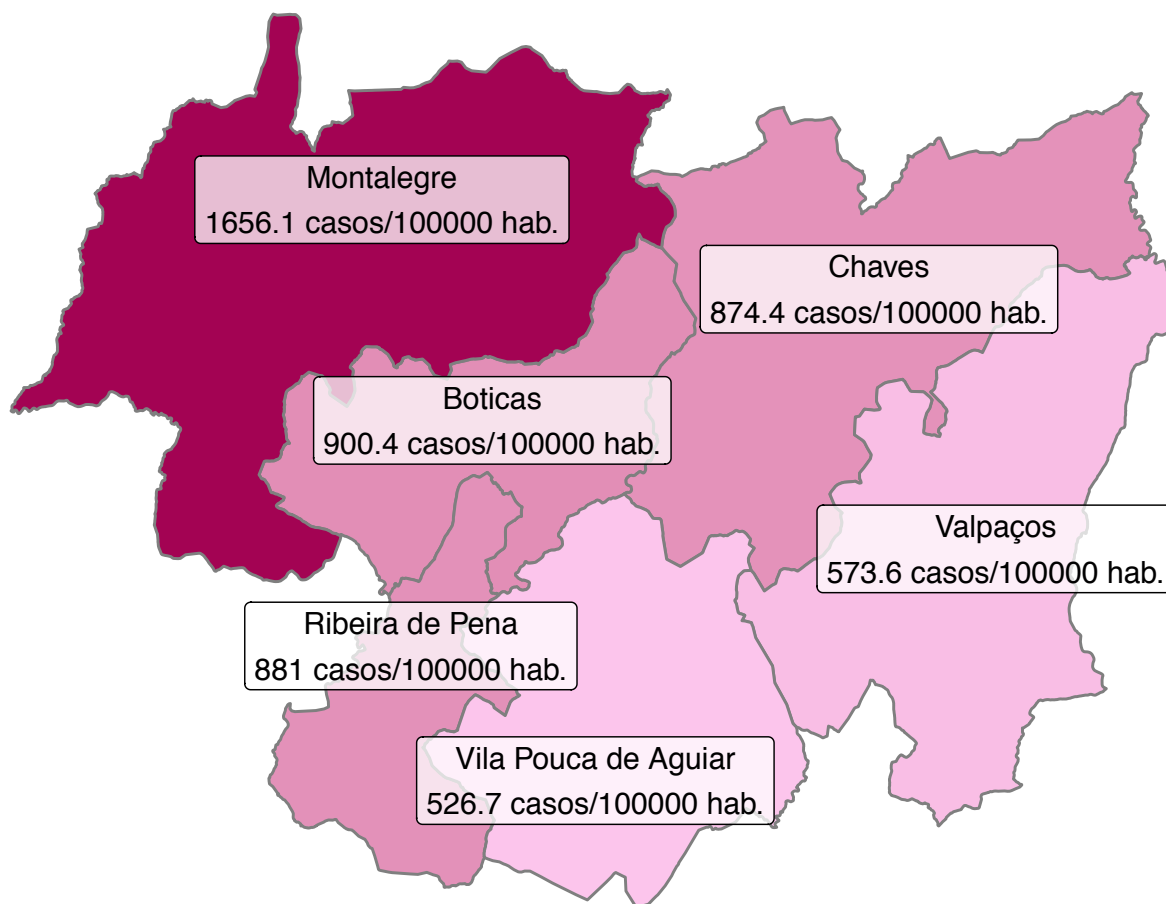 Montalegre
1656.1 casos/100000 hab.
Chaves
874.4 casos/100000 hab.
Boticas
900.4 casos/100000 hab.
Valpaços
573.6 casos/100000 hab.
Ribeira de Pena
881 casos/100000 hab.
Vila Pouca de Aguiar
526.7 casos/100000 hab.